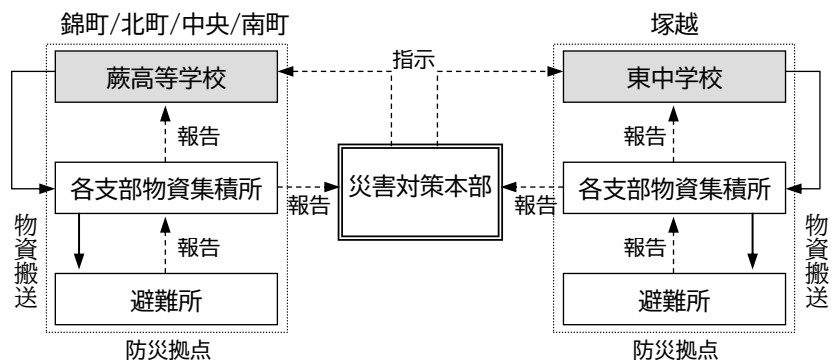 錦町/北町/中央/南町
塚越
指示
蕨高等学校
東中学校
報告
報告
各支部物資集積所
災害対策本部
各支部物資集積所
報告
報告
物資搬送
報告
報告
物資搬送
避難所
避難所
防災拠点
防災拠点